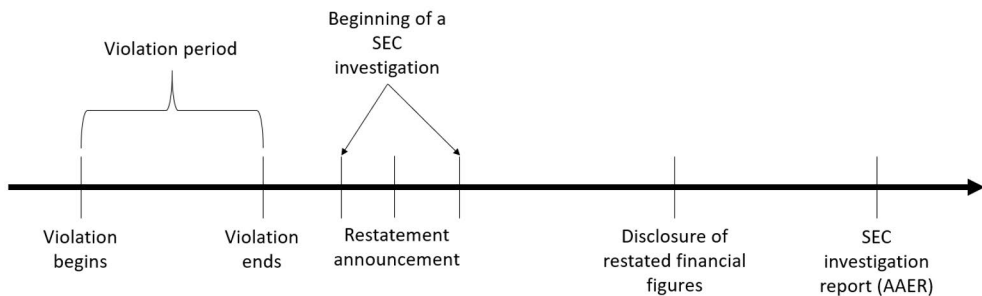 Violation period
Beginning of a
SEC
investigation
Violation
begins
Violation
ends
Restatement
announcement
Disclosure of
restated financial
figures
SEC
investigation
report (AAER)